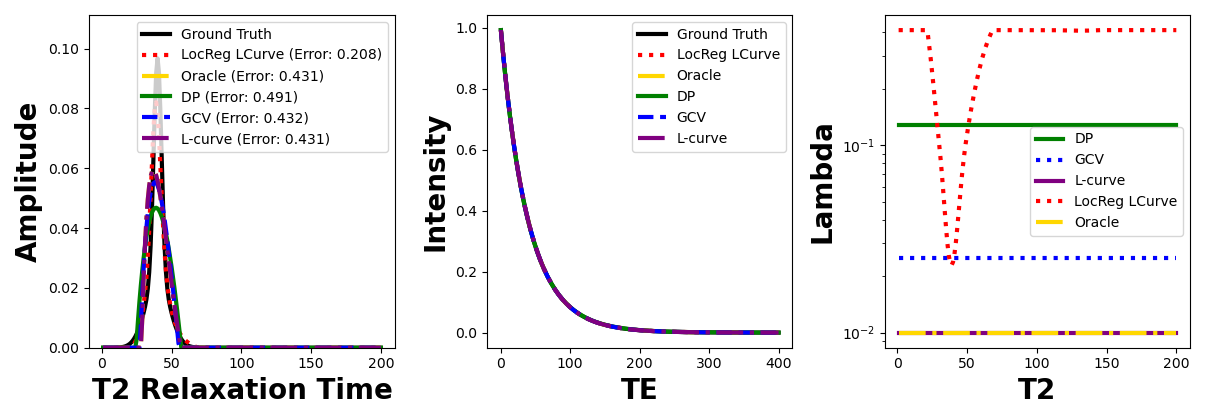 Amplitude
0.10
0.08
0.06
0.04
0.02
0.00
Ground Truth
LocReg LCurve (Error: 0.208)
Oracle (Error: 0.431)
DP (Error: 0.491)
GCV (Error: 0.432)
L-curve (Error: 0.431)
0 50 100 150 200
T2 Relaxation Time
Intensity
1.0
0.8
0.6
0.4
0.2
0.0
Ground Truth
LocReg LCurve
Oracle
DP
GCV
L-curve
0 100 200 300 400
TE
Lambda
10⁻¹
10⁻²
DP
GCV
L-curve
LocReg LCurve
Oracle
0 50 100 150 200
T2